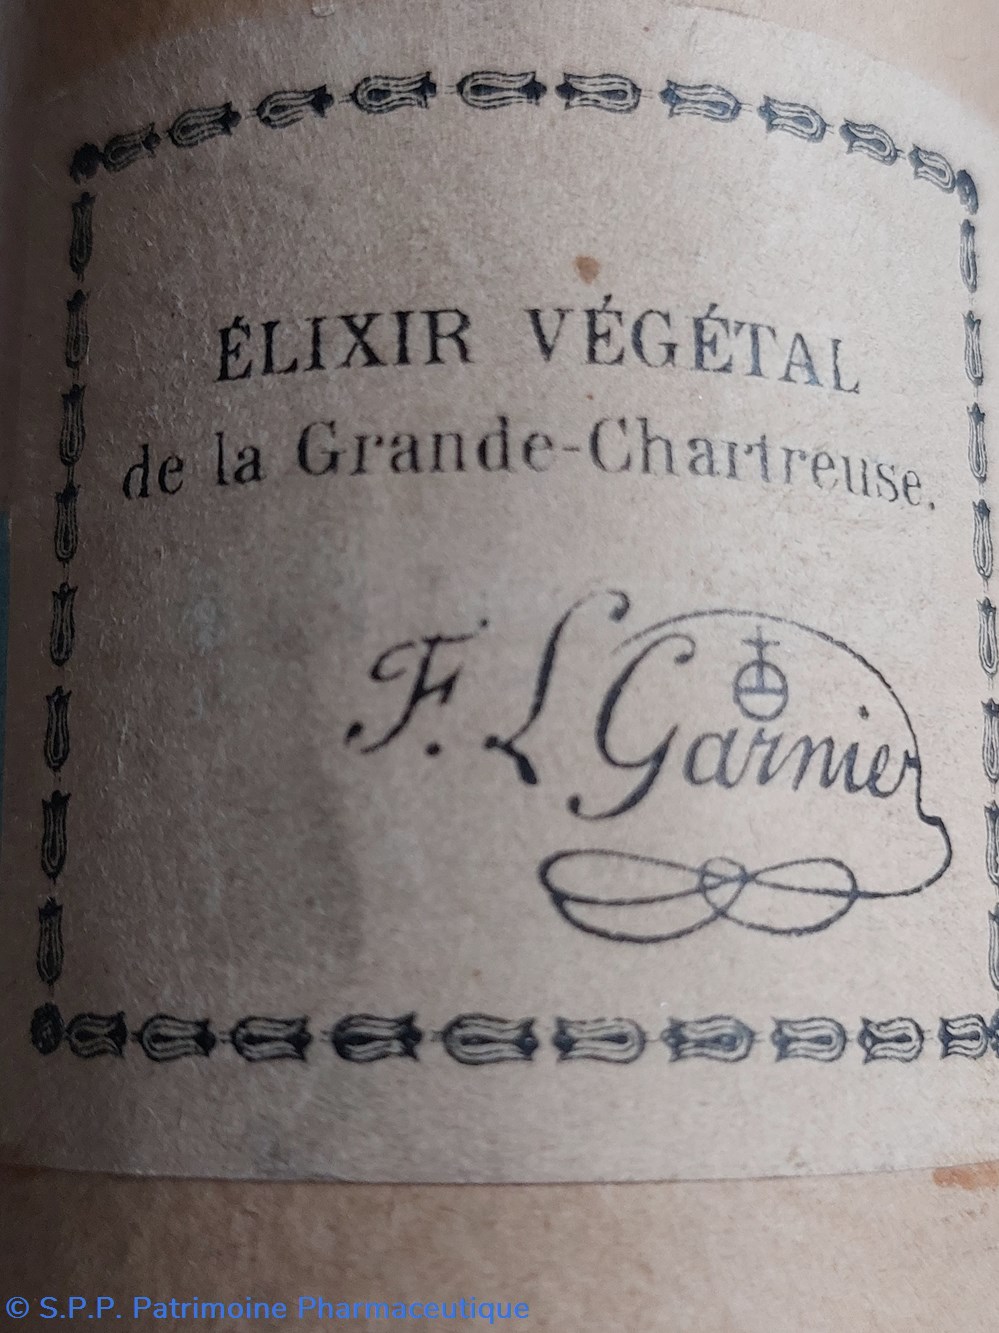 ÉLIXIR VÉGÉTAL
de la Grande-Chartreuse.
F. L Garnier
© S.P.P. Patrimoine Pharmaceutique